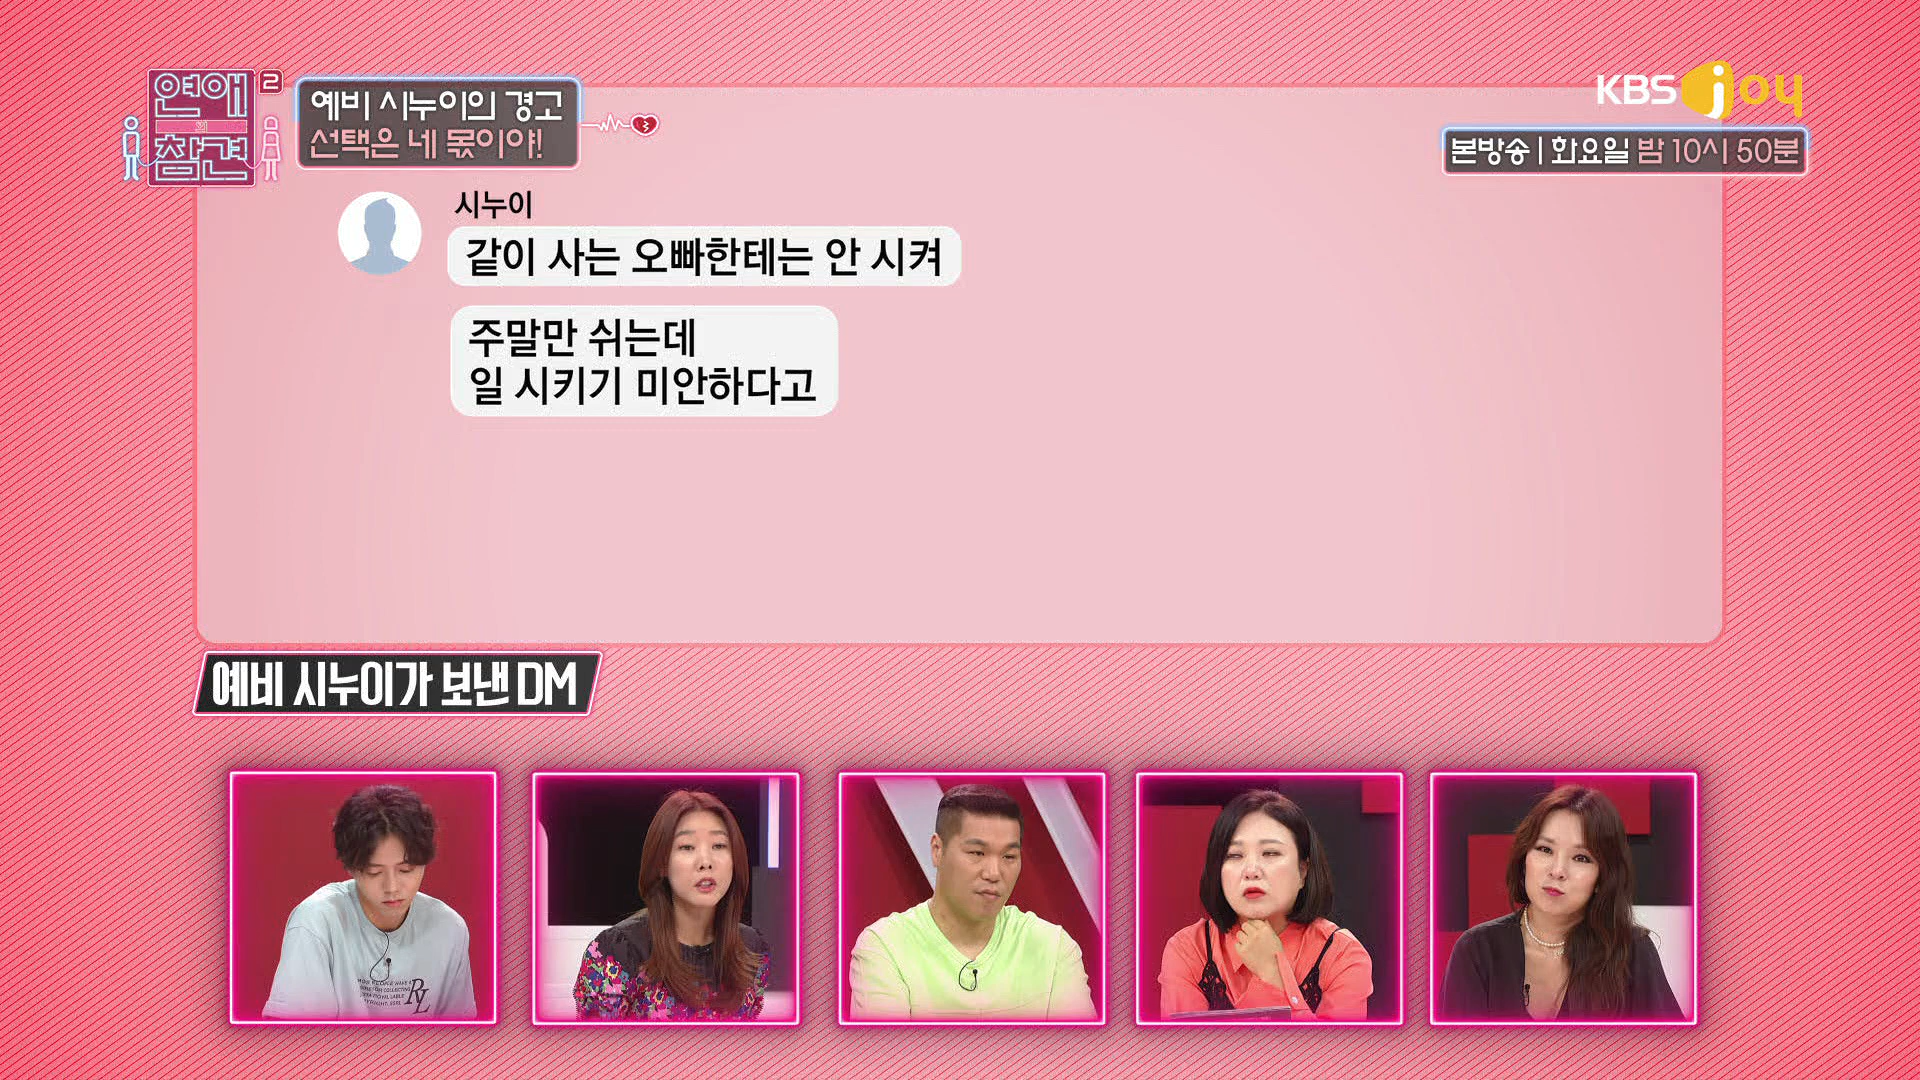 연애의 참견 2
예비 시누이의 경고
선택은 네 몫이야!
KBS joy
본방송 | 화요일 밤 10시 50분
시누이
같이 사는 오빠한테는 안 시켜
주말만 쉬는데
일 시키기 미안하다고
예비 시누이가 보낸 DM
RL